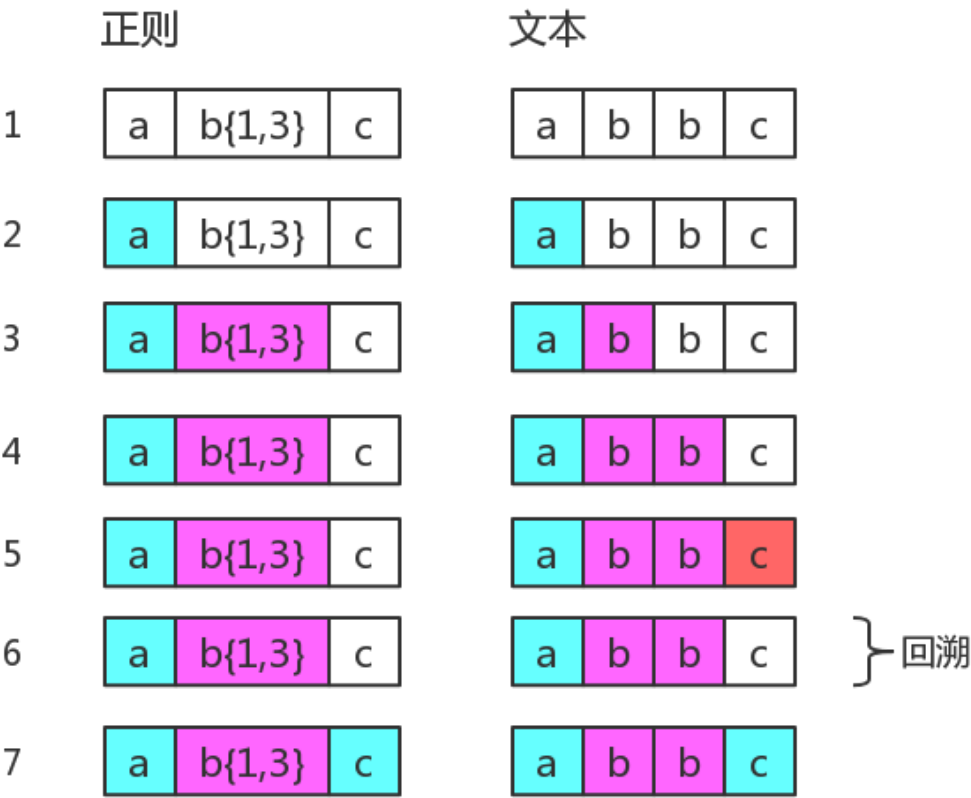 正则 文本
1 a b{1,3} c a b b c
2 a b{1,3} c a b b c
3 a b{1,3} c a b b c
4 a b{1,3} c a b b c
5 a b{1,3} c a b b c
6 a b{1,3} c a b b c 回溯
7 a b{1,3} c a b b c